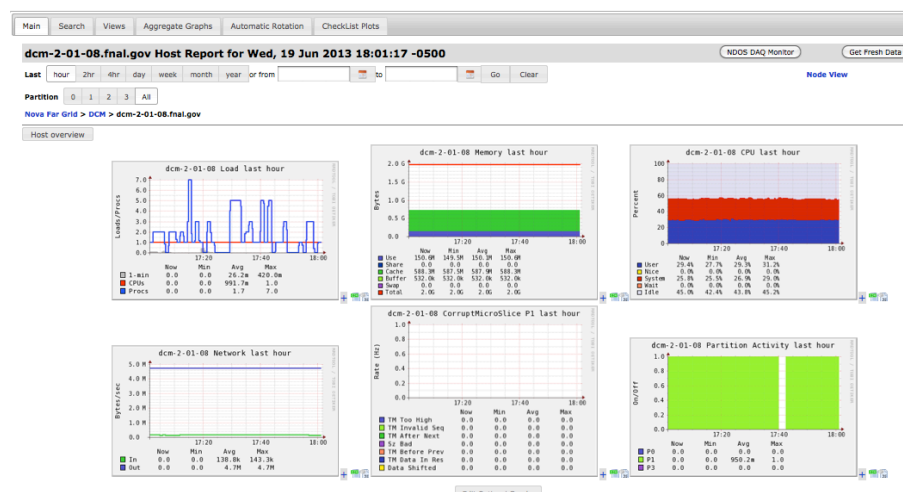 Main Search Views Aggregate Graphs Automatic Rotation CheckList Plots
dcm-2-01-08.fnal.gov Host Report for Wed, 19 Jun 2013 18:01:17 -0500 NDOS DAQ Monitor Get Fresh Data
Last hour 2hr 4hr day week month year or from to Go Clear Node View
Partition 0 1 2 3 All
Nova Far Grid > DCM > dcm-2-01-08.fnal.gov
Host overview
dcm-2-01-08 Load last hour
Loads/Procs
7.0
6.0
5.0
4.0
3.0
2.0
1.0
0.0
17:20 17:40 18:00
Now Min Avg Max
1-min 0.0 0.0 26.2m 420.0m
CPUs 0.0 0.0 991.7m 1.0
Procs 0.0 0.0 1.7 7.0
dcm-2-01-08 Memory last hour
Bytes
2.0 G
1.5 G
1.0 G
0.5 G
0.0
17:20 17:40 18:00
Now Min Avg Max
Use 150.6M 149.5M 150.1M 150.6M
Share 0.0 0.0 0.0 0.0
Cache 588.3M 587.5M 587.9M 588.3M
Buffer 532.0k 532.0k 532.0k 532.0k
Swap 0.0 0.0 0.0 0.0
Total 2.0G 2.0G 2.0G 2.0G
dcm-2-01-08 CPU last hour
Percent
100
80
60
40
20
0
17:20 17:40 18:00
Now Min Avg Max
User 29.4% 27.7% 29.3% 31.2%
Nice 0.0% 0.0% 0.0% 0.0%
System 25.8% 25.5% 26.9% 29.0%
Wait 0.0% 0.0% 0.0% 0.0%
Idle 45.0% 42.4% 43.8% 45.2%
dcm-2-01-08 Network last hour
Bytes/sec
5.0 M
4.0 M
3.0 M
2.0 M
1.0 M
0.0
17:20 17:40 18:00
Now Min Avg Max
In 0.0 0.0 138.8k 143.3k
Out 0.0 0.0 4.7M 4.7M
dcm-2-01-08 CorruptMicroSlice P1 last hour
Rate (Hz)
1.0
0.8
0.6
0.4
0.2
0.0
17:20 17:40 18:00
Now Min Avg Max
TM Too High 0.0 0.0 0.0 0.0
TM Invalid Seq 0.0 0.0 0.0 0.0
TM After Next 0.0 0.0 0.0 0.0
Sz Bad 0.0 0.0 0.0 0.0
TM Before Prev 0.0 0.0 0.0 0.0
TM Data In Res 0.0 0.0 0.0 0.0
Data Shifted 0.0 0.0 0.0 0.0
dcm-2-01-08 Partition Activity last hour
On/Off
1.0
0.8
0.6
0.4
0.2
0.0
17:20 17:40 18:00
Now Min Avg Max
P0 0.0 0.0 0.0 0.0
P1 0.0 0.0 950.2m 1.0
P3 0.0 0.0 0.0 0.0